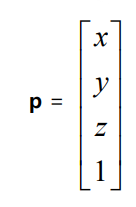 p = [x
y
z
1]